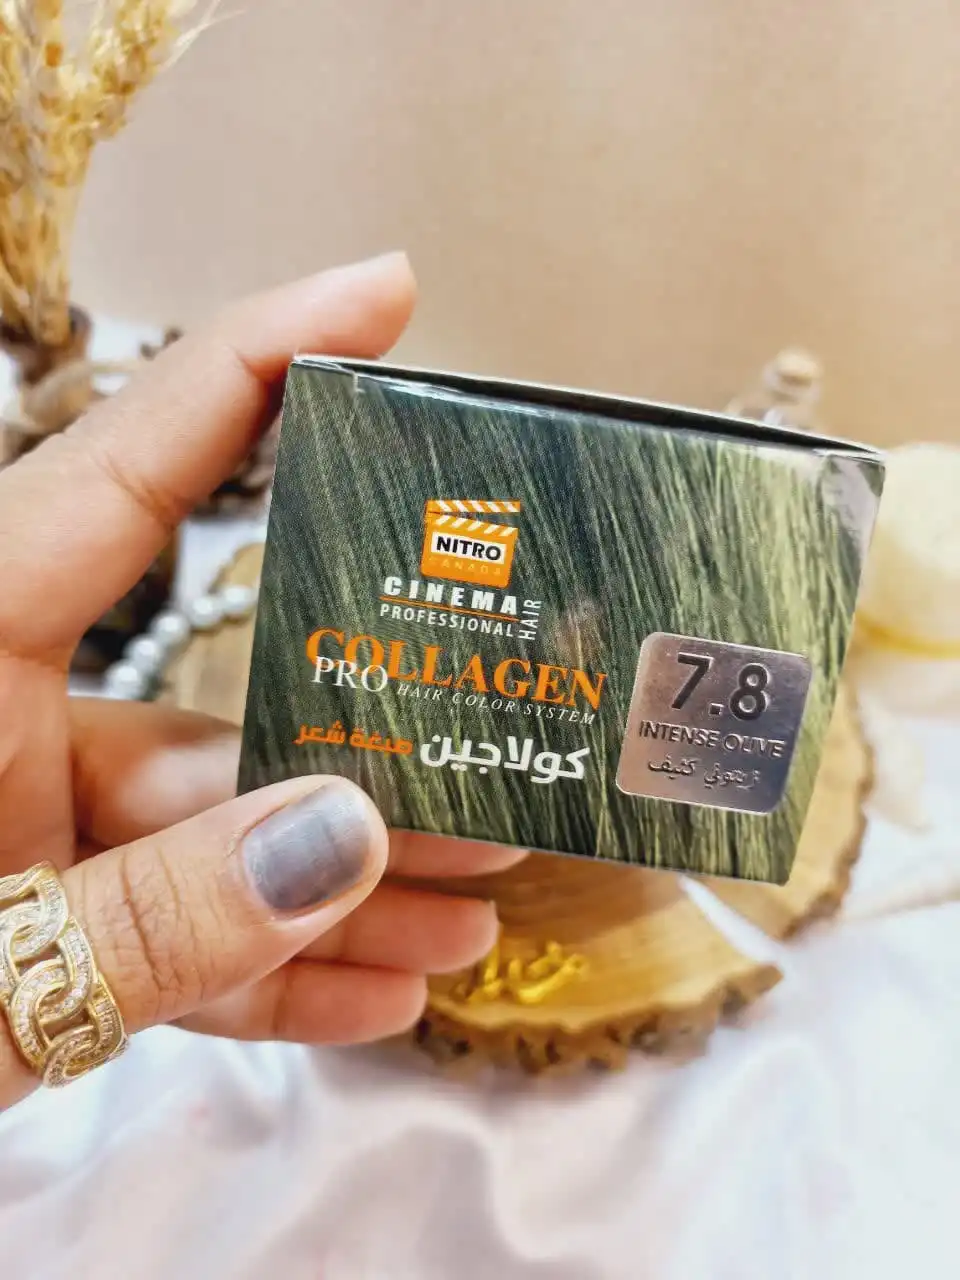 NITRO
CANADA
CINEMA
PROFESSIONAL
HAIR
COLLAGEN
PRO HAIR COLOR SYSTEM
كولاجين صبغة شعر
7.8
INTENSE OLIVE
زيتوني كثيف